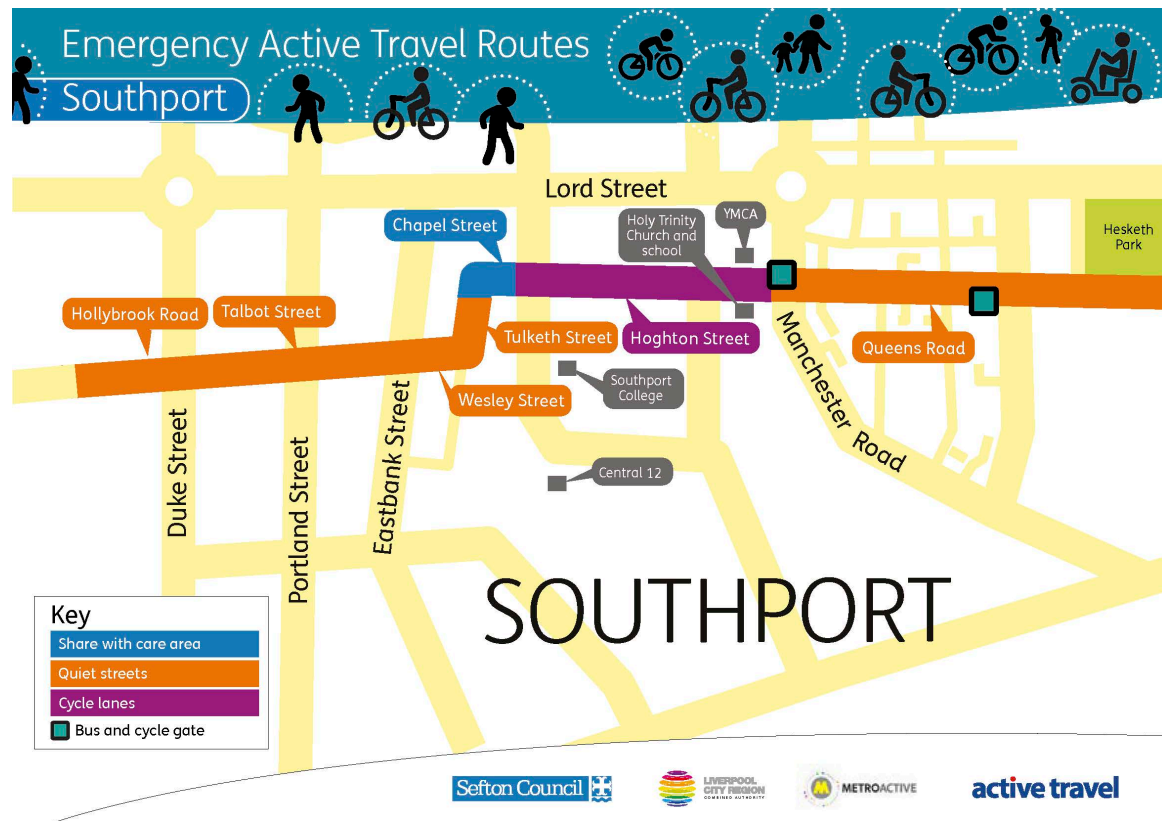 Emergency Active Travel Routes
Southport
Lord Street
Chapel Street
Holy Trinity
Church and
school
YMCA
Hesketh
Park
Hollybrook Road
Talbot Street
Tulketh Street
Hoghton Street
Queens Road
Wesley Street
Southport
College
Manchester Road
Central 12
Duke Street
Portland Street
Eastbank Street
SOUTHPORT
Key
Share with care area
Quiet streets
Cycle lanes
Bus and cycle gate
Sefton Council
LIVERPOOL
CITY REGION
COMBINED AUTHORITY
M
METROACTIVE
active travel